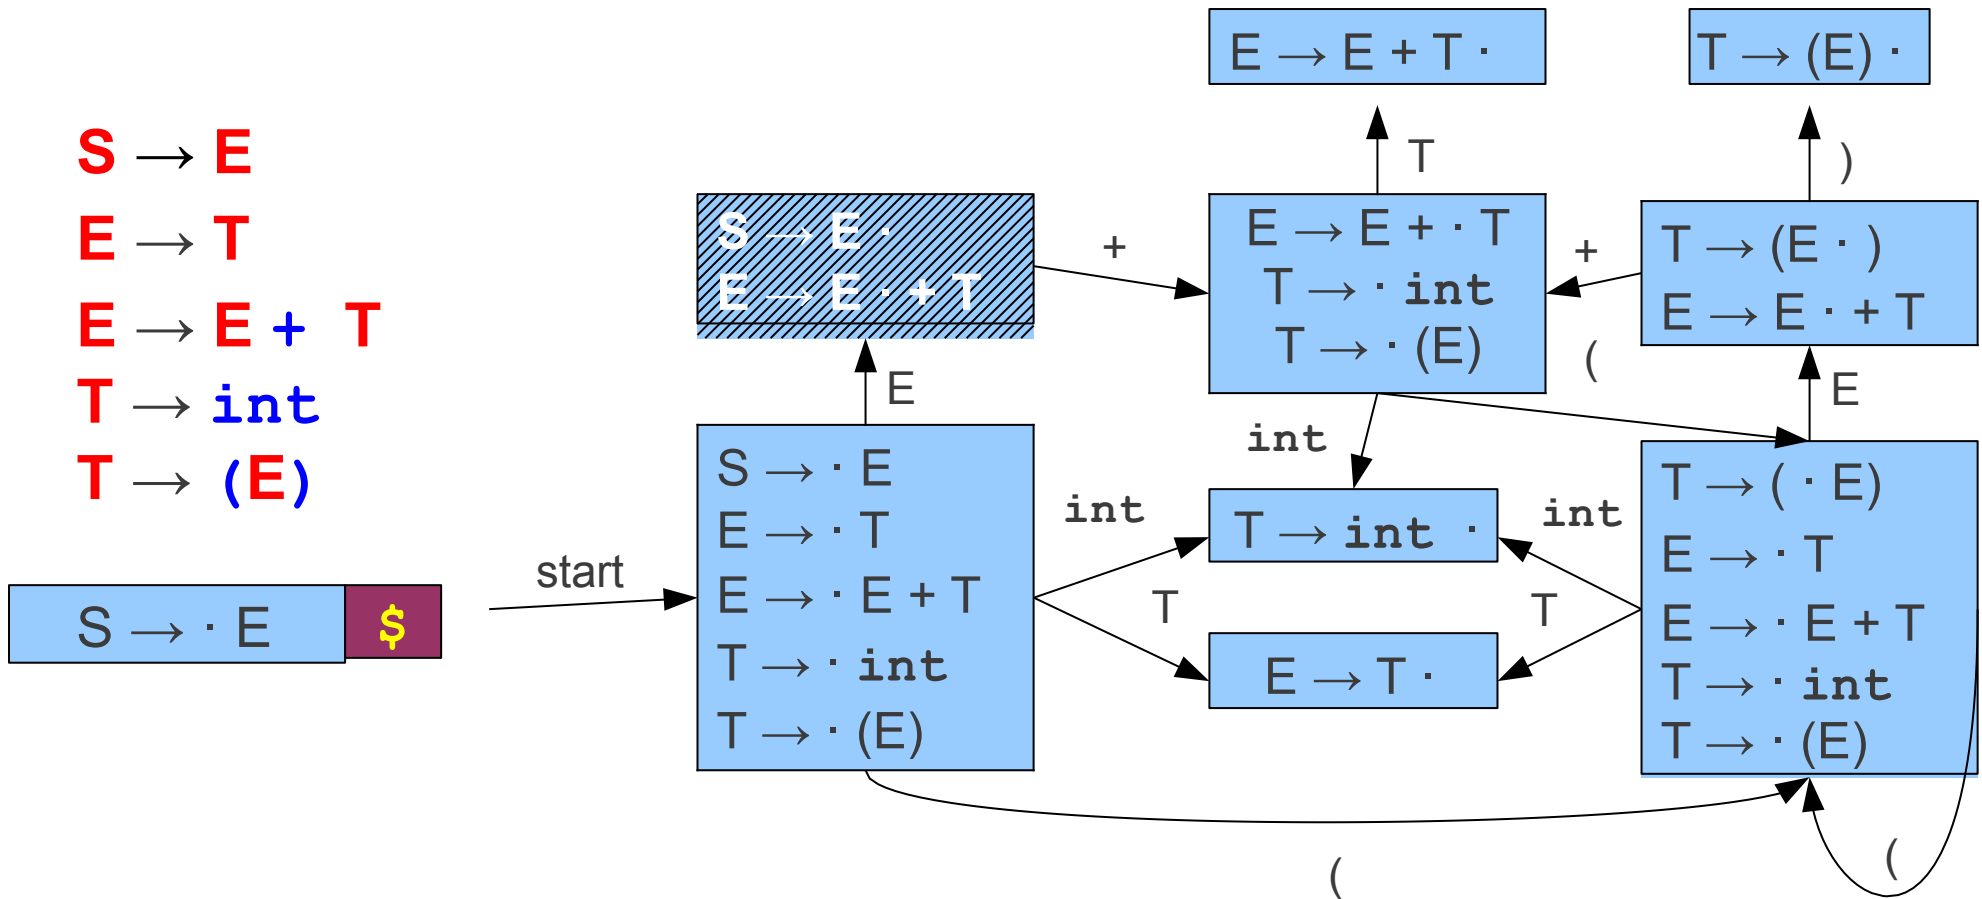 S → E
E → T
E → E + T
T → int
T → (E)
S → · E
$
start
S → · E
E → · T
E → · E + T
T → · int
T → · (E)
E
S → E ·
E → E · + T
+
E → E + · T
T → · int
T → · (E)
T
E → E + T ·
int
(
int
T → int ·
T
E → T ·
int
T
T → ( · E)
E → · T
E → · E + T
T → · int
T → · (E)
E
T → (E · )
E → E · + T
+
)
T → (E) ·
(
(